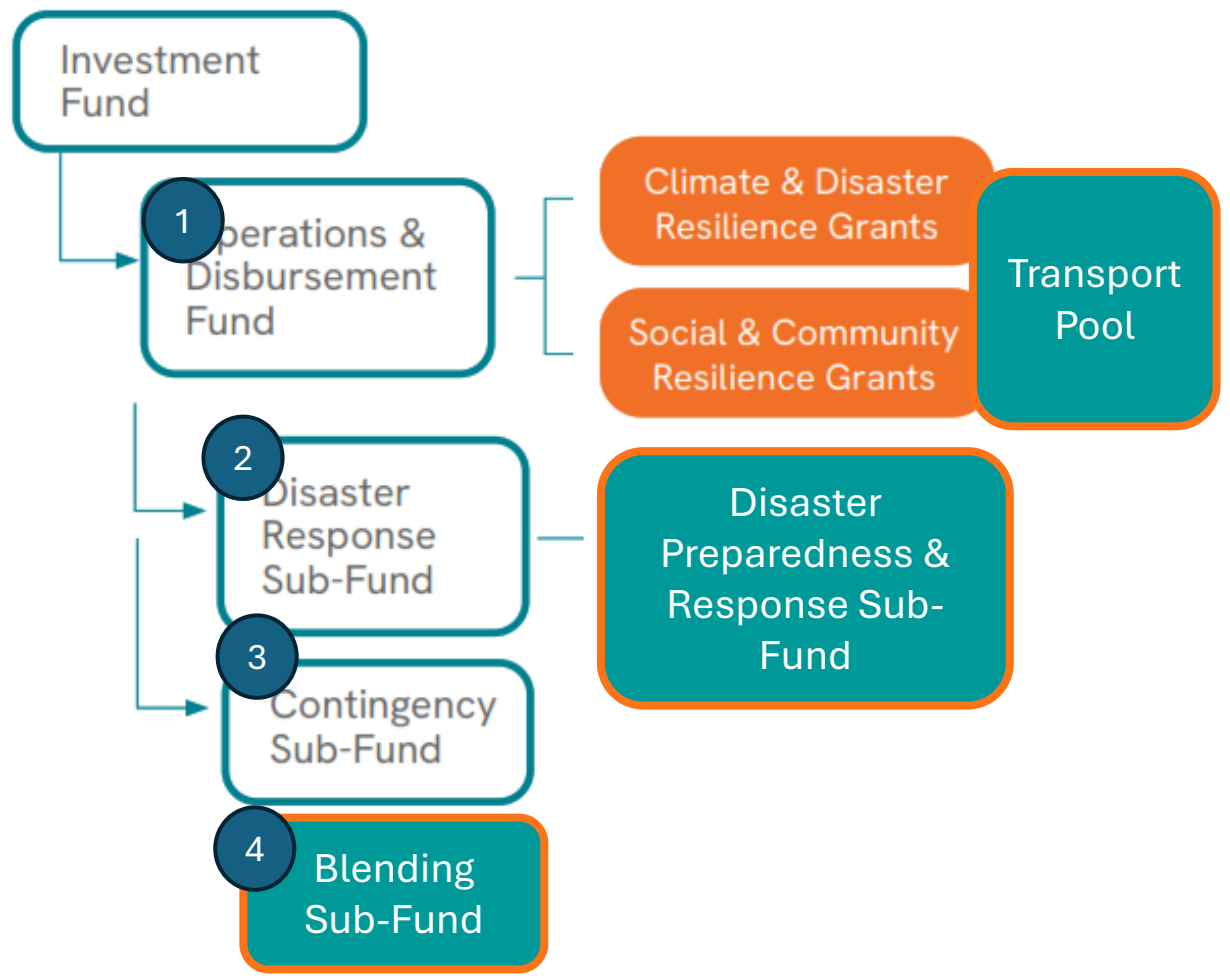 Investment
Fund
1
perations &
Disbursement
Fund
Climate & Disaster
Resilience Grants
Social & Community
Resilience Grants
Transport
Pool
2
Disaster
Response
Sub-Fund
Disaster
Preparedness &
Response Sub-
Fund
3
Contingency
Sub-Fund
4
Blending
Sub-Fund